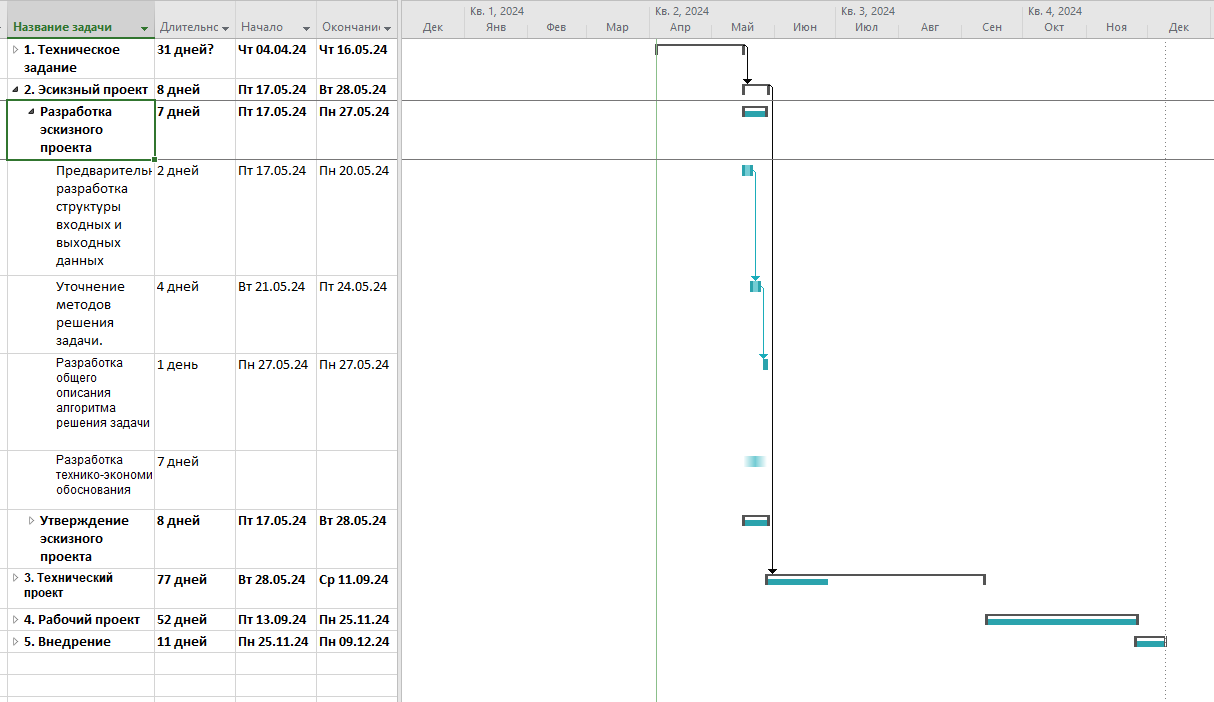 Кв. 1, 2024 Кв. 2, 2024 Кв. 3, 2024 Кв. 4, 2024
Название задачи Длительнс Начало Окончание Дек Янв Фев Мар Апр Май Июн Июл Авг Сен Окт Ноя Дек
1. Техническое задание 31 дней? Чт 04.04.24 Чт 16.05.24
2. Эсикзный проект 8 дней Пт 17.05.24 Вт 28.05.24
Разработка эскизного проекта 7 дней Пт 17.05.24 Пн 27.05.24
Предварительн разработка структуры входных и выходных данных 2 дней Пт 17.05.24 Пн 20.05.24
Уточнение методов решения задачи. 4 дней Вт 21.05.24 Пт 24.05.24
Разработка общего описания алгоритма решения задачи 1 день Пн 27.05.24 Пн 27.05.24
Разработка технико-экономи обоснования 7 дней
Утверждение эскизного проекта 8 дней Пт 17.05.24 Вт 28.05.24
3. Технический проект 77 дней Вт 28.05.24 Ср 11.09.24
4. Рабочий проект 52 дней Пт 13.09.24 Пн 25.11.24
5. Внедрение 11 дней Пн 25.11.24 Пн 09.12.24